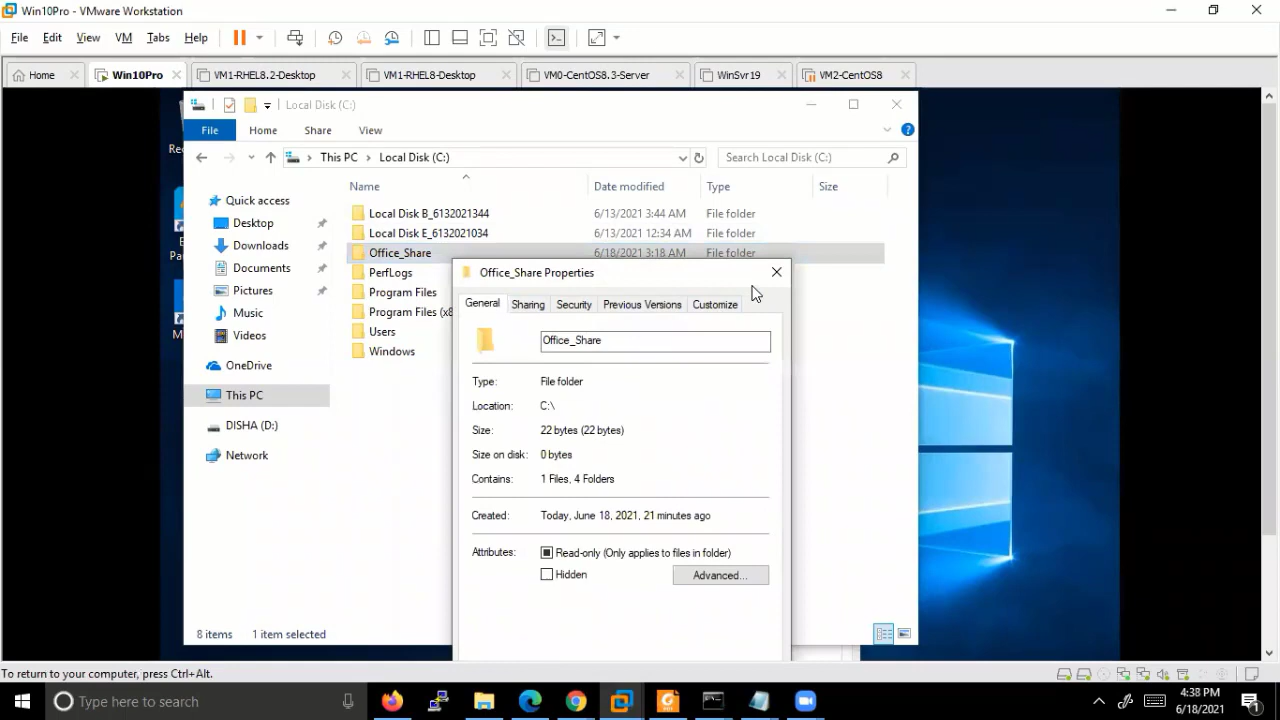 Win10Pro - VMware Workstation
File Edit View VM Tabs Help
Home Win10Pro VM1-RHEL8.2-Desktop VM1-RHEL8-Desktop VM0-CentOS8.3-Server WinSvr19 VM2-CentOS8
Local Disk (C:)
File Home Share View
This PC Local Disk (C:) Search Local Disk (C:)
Name Date modified Type Size
Quick access
Desktop
Downloads
Documents
Pictures
Music
Videos
OneDrive
This PC
DISHA (D:)
Network
Local Disk B_6132021344 6/13/2021 3:44 AM File folder
Local Disk E_6132021034 6/13/2021 12:34 AM File folder
Office_Share 6/18/2021 3:18 AM File folder
PerfLogs
Program Files
Program Files (x8
Users
Windows
Office_Share Properties
General Sharing Security Previous Versions Customize
Office_Share
Type: File folder
Location: C:\
Size: 22 bytes (22 bytes)
Size on disk: 0 bytes
Contains: 1 Files, 4 Folders
Created: Today, June 18, 2021, 21 minutes ago
Attributes: Read-only (Only applies to files in folder)
Hidden Advanced...
8 items 1 item selected
To return to your computer, press Ctrl+Alt.
Type here to search
4:38 PM
6/18/2021
1